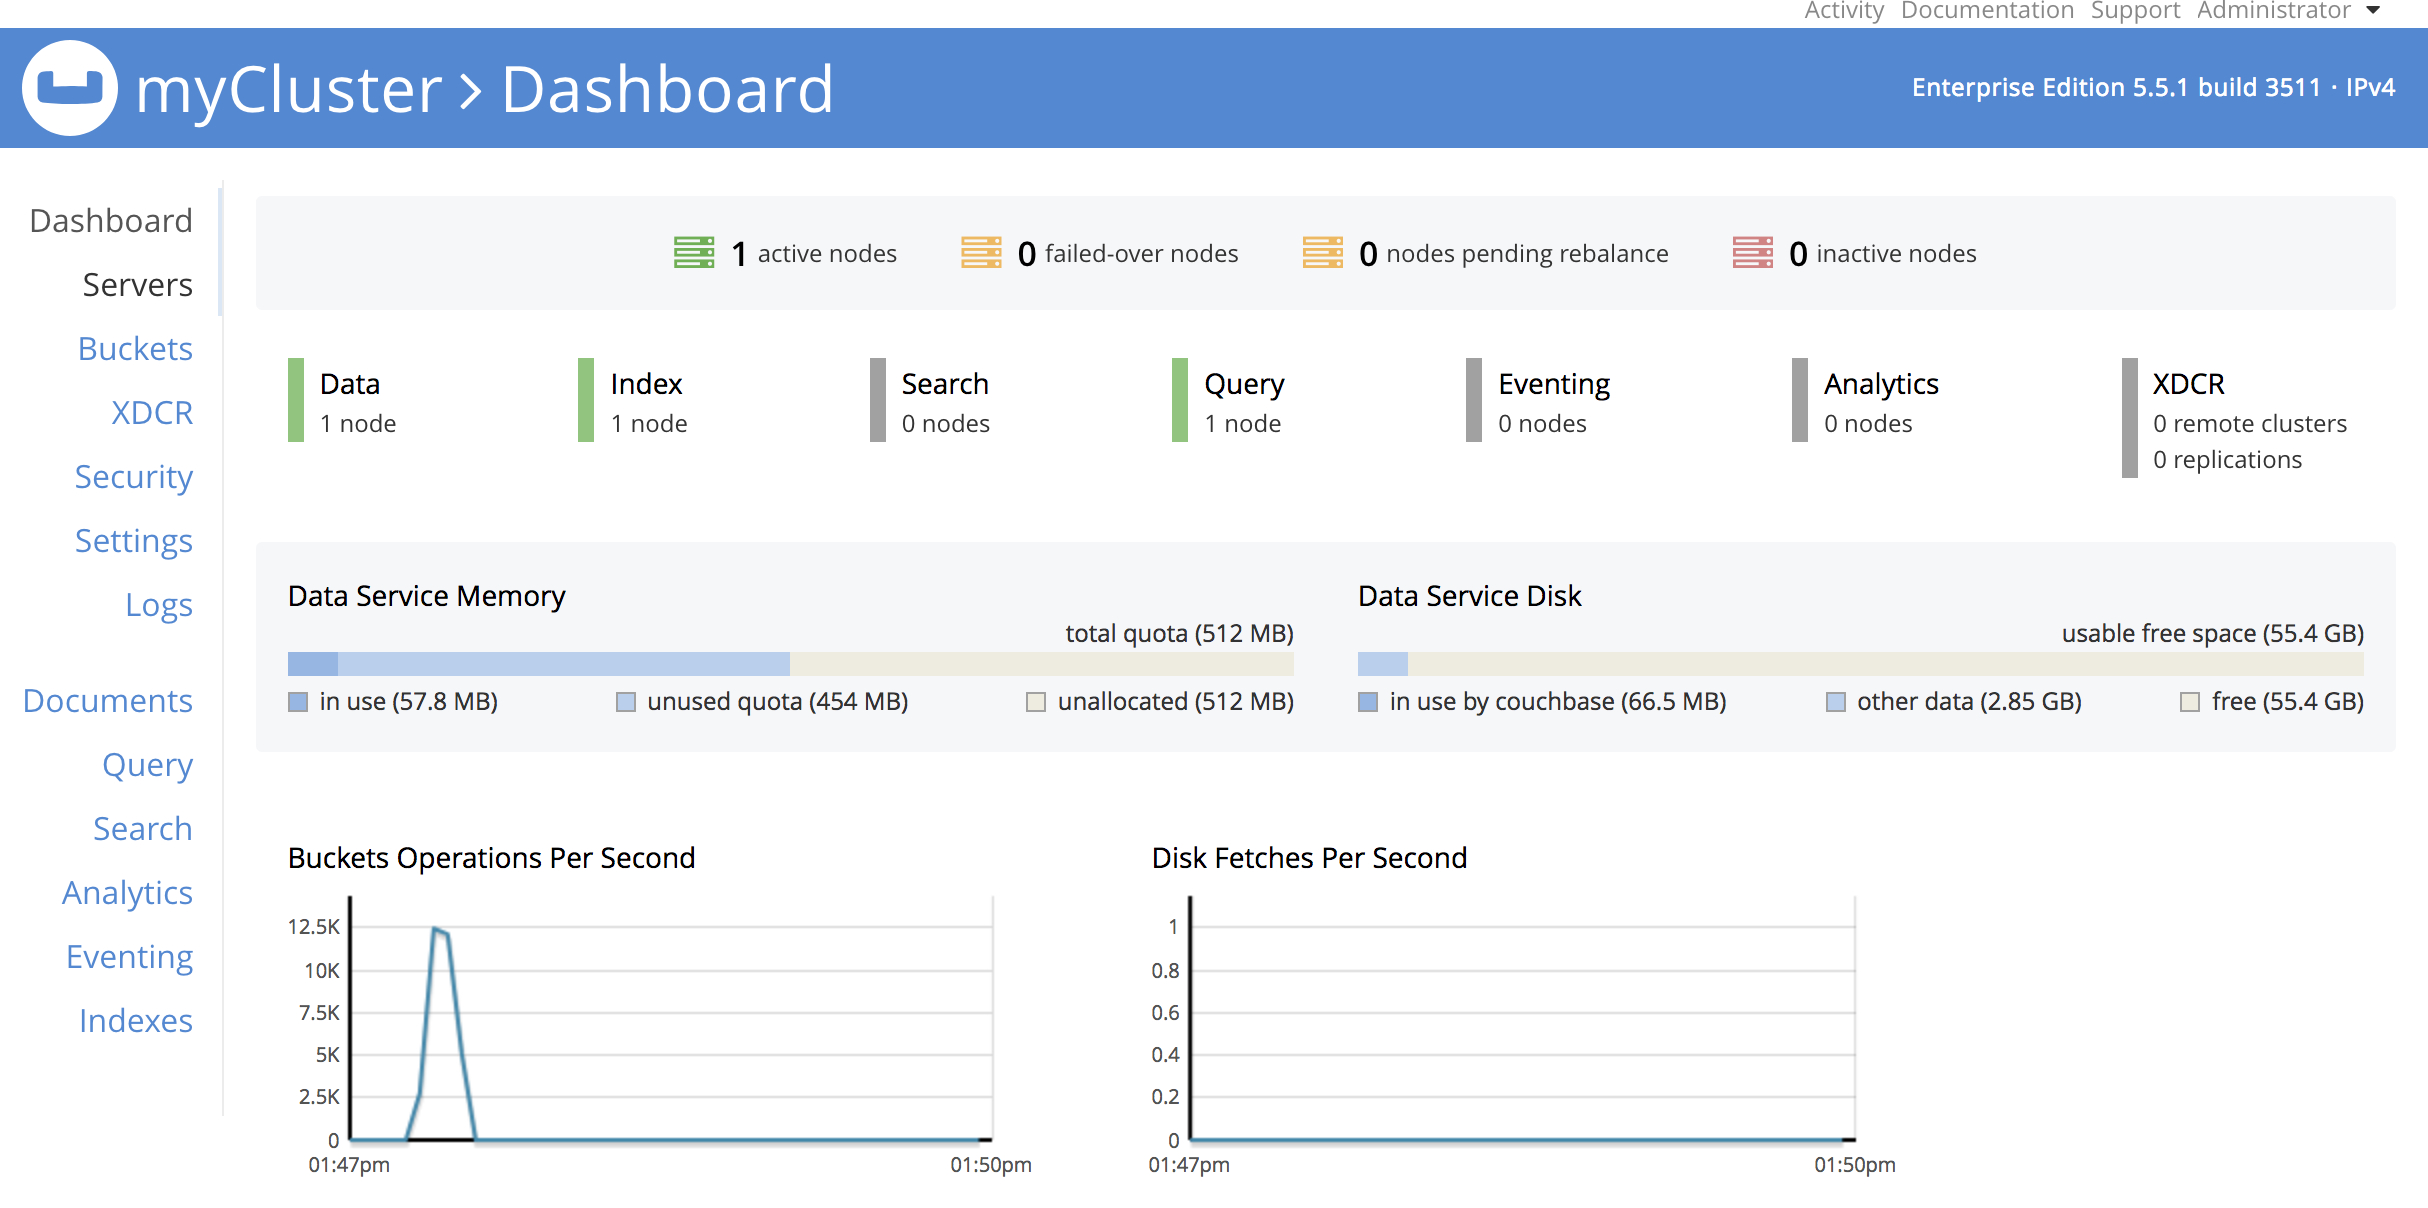 Activity Documentation Support Administrator
myCluster > Dashboard
Enterprise Edition 5.5.1 build 3511 · IPv4
Dashboard
Servers
Buckets
XDCR
Security
Settings
Logs
Documents
Query
Search
Analytics
Eventing
Indexes
1 active nodes
0 failed-over nodes
0 nodes pending rebalance
0 inactive nodes
Data
1 node
Index
1 node
Search
0 nodes
Query
1 node
Eventing
0 nodes
Analytics
0 nodes
XDCR
0 remote clusters
0 replications
Data Service Memory
total quota (512 MB)
in use (57.8 MB)
unused quota (454 MB)
unallocated (512 MB)
Data Service Disk
usable free space (55.4 GB)
in use by couchbase (66.5 MB)
other data (2.85 GB)
free (55.4 GB)
Buckets Operations Per Second
12.5K
10K
7.5K
5K
2.5K
0
01:47pm
01:50pm
Disk Fetches Per Second
1
0.8
0.6
0.4
0.2
0
01:47pm
01:50pm